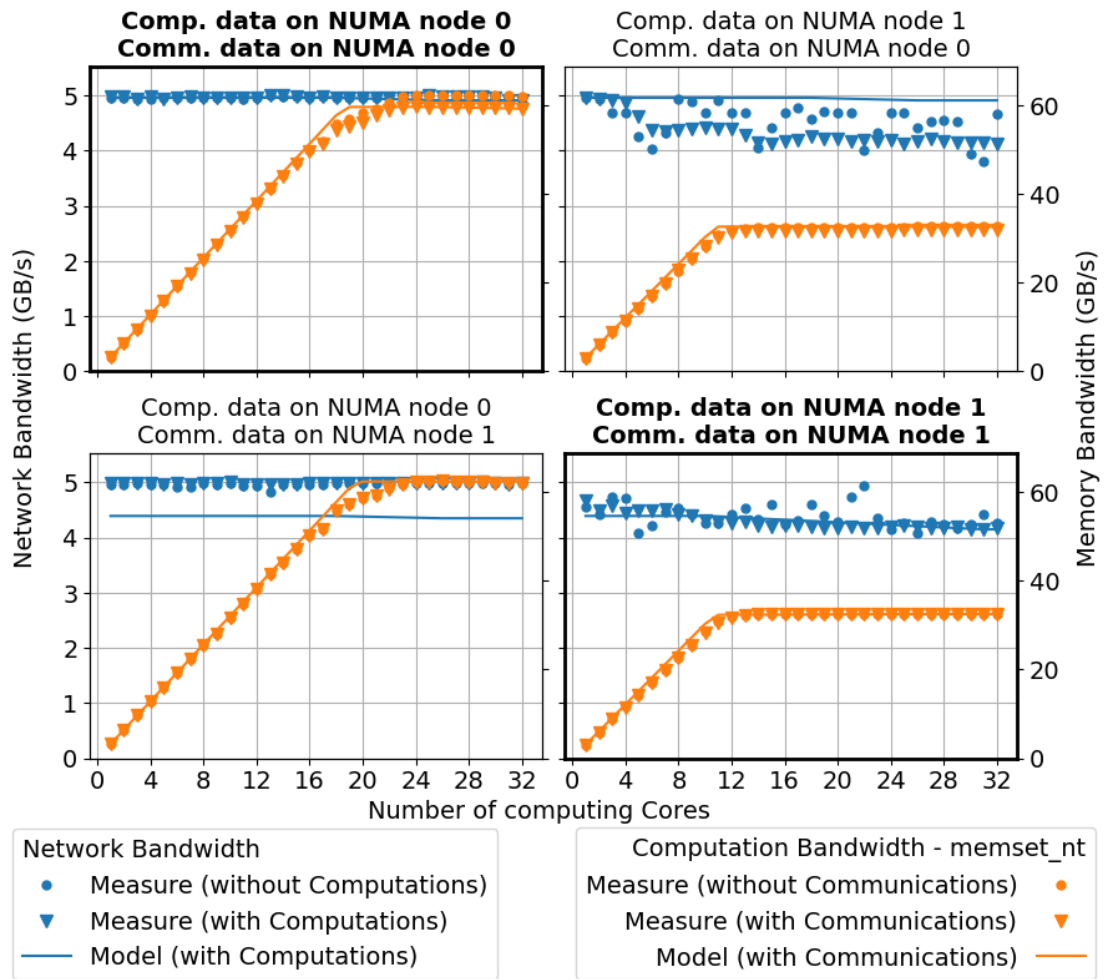 Comp. data on NUMA node 0
Comm. data on NUMA node 0
Comp. data on NUMA node 1
Comm. data on NUMA node 0
Network Bandwidth (GB/s)
5
4
3
2
1
0
60
40
20
0
Memory Bandwidth (GB/s)
Comp. data on NUMA node 0
Comm. data on NUMA node 1
Comp. data on NUMA node 1
Comm. data on NUMA node 1
5
4
3
2
1
0
60
40
20
0
0 4 8 12 16 20 24 28 32
0 4 8 12 16 20 24 28 32
Number of computing Cores
Network Bandwidth
Measure (without Computations)
Measure (with Computations)
Model (with Computations)
Computation Bandwidth - memset_nt
Measure (without Communications)
Measure (with Communications)
Model (with Communications)